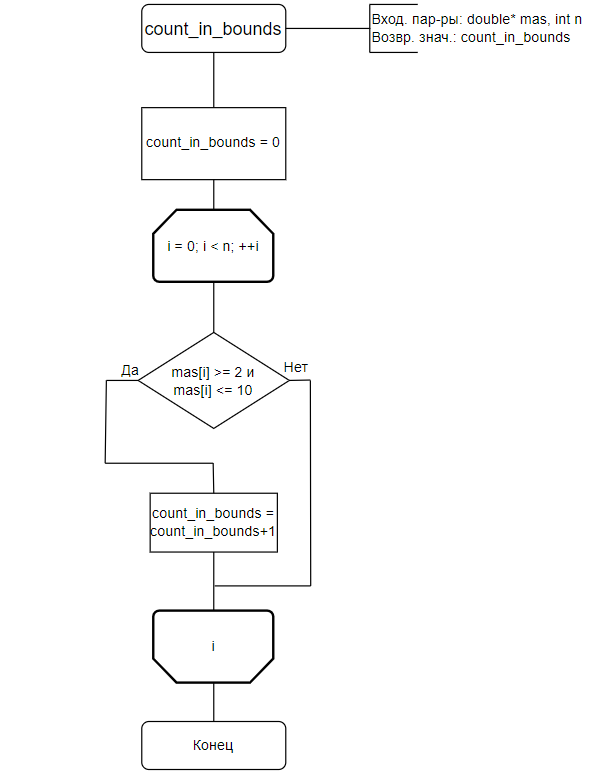 count_in_bounds
Вход. пар-ры: double* mas, int n
Возвр. знач.: count_in_bounds
count_in_bounds = 0
i = 0; i < n; ++i
Да
Нет
mas[i] >= 2 и
mas[i] <= 10
count_in_bounds =
count_in_bounds+1
i
Конец